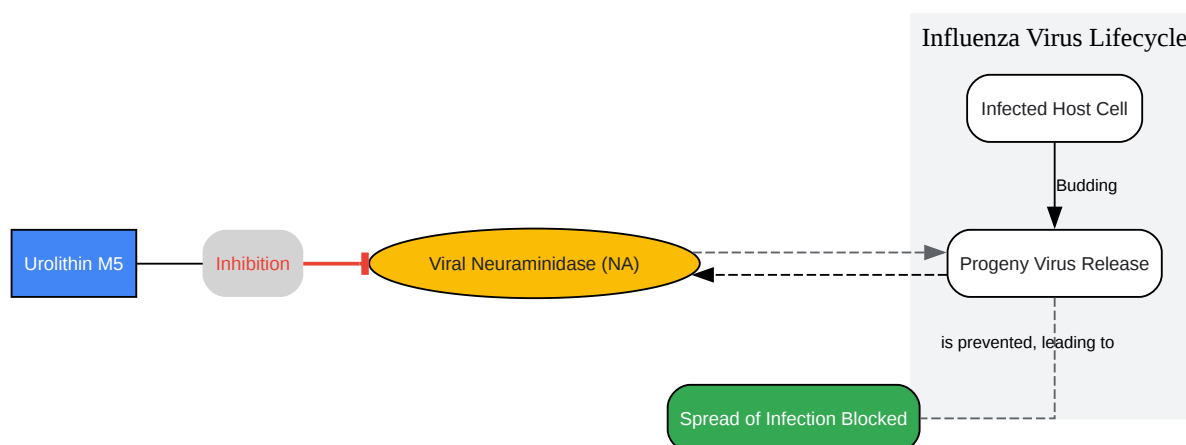 Influenza Virus Lifecycle
Infected Host Cell
Budding
Urolithin M5
Inhibition
Viral Neuraminidase (NA)
Progeny Virus Release
is prevented, leading to
Spread of Infection Blocked